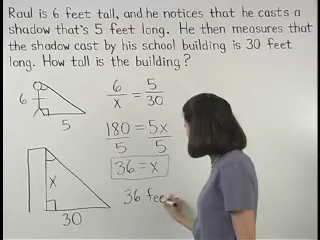 Raul is 6 feet tall, and he notices that he casts a
shadow that's 5 feet long. He then measures that
the shadow cast by his school building is 30 feet
long. How tall is the building?
6
5
x
30
6/x = 5/30
180/5 = 5x/5
36 = x
36 fee